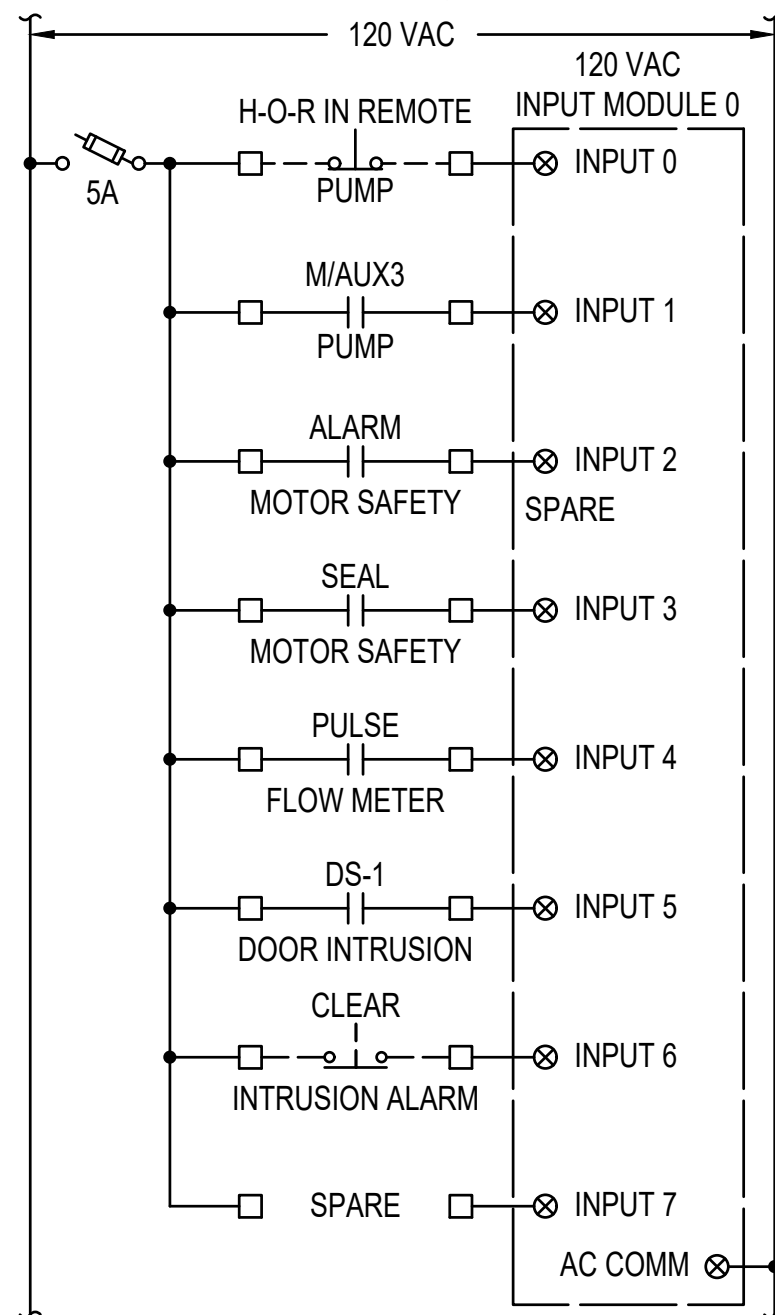 120 VAC
120 VAC
INPUT MODULE 0
H-O-R IN REMOTE
INPUT 0
5A
PUMP
M/AUX3
INPUT 1
PUMP
ALARM
INPUT 2
MOTOR SAFETY
SPARE
SEAL
INPUT 3
MOTOR SAFETY
PULSE
INPUT 4
FLOW METER
DS-1
INPUT 5
DOOR INTRUSION
CLEAR
INPUT 6
INTRUSION ALARM
SPARE
INPUT 7
AC COMM